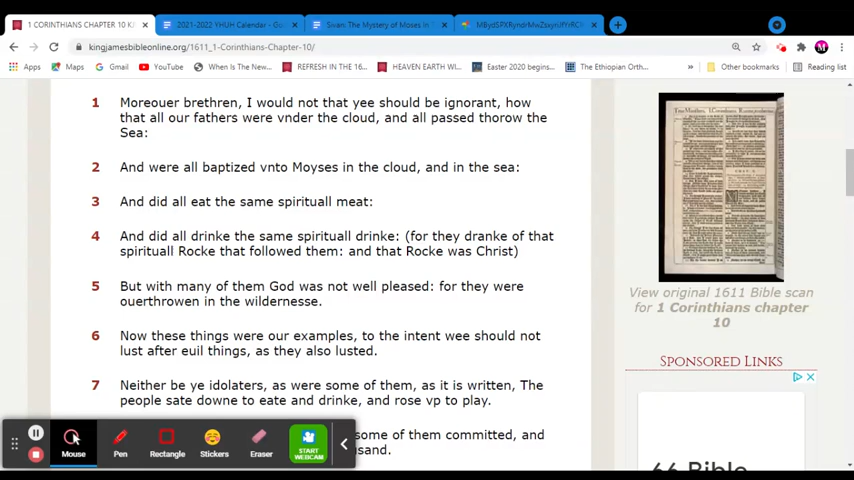 1 CORINTHIANS CHAPTER 10 K
2021-2022 YHUH Calendar - Go
Sivan: The Mystery of Moses In
kingjamesbibleonline.org/1611_1-Corinthians-Chapter-10/
Apps Maps Gmail YouTube When Is The New... REFRESH IN THE 16... HEAVEN EARTH WI... Easter 2020 begins... The Ethiopian Ort... » Other bookmarks Reading list
1 Moreouer brethren, I would not that yee should be ignorant, how
that all our fathers were vnder the cloud, and all passed thorow the
Sea:
2 And were all baptized vnto Moyses in the cloud, and in the sea:
3 And did all eat the same spirituall meat:
4 And did all drinke the same spirituall drinke: (for they dranke of that
spirituall Rocke that followed them: and that Rocke was Christ)
5 But with many of them God was not well pleased: for they were
ouerthrowen in the wildernesse.
6 Now these things were our examples, to the intent wee should not
lust after euil things, as they also lusted.
7 Neither be ye idolaters, as were some of them, as it is written, The
people sate downe to eate and drinke, and rose vp to play.
some of them committed, and
usand.
View original 1611 Bible scan
for 1 Corinthians chapter
10
SPONSORED LINKS
66 Bible
Mouse Pen Rectangle Stickers Eraser
START
WEBCAM